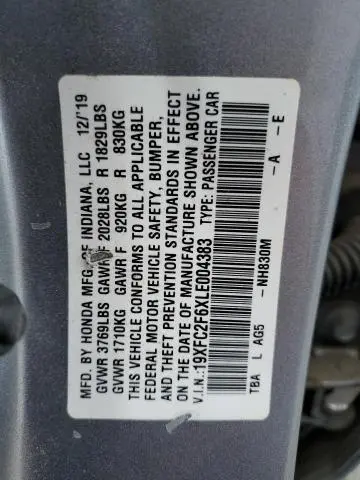 MFD. BY HONDA MFG. OF INDIANA, LLC 12/'19
GVWR 3769LBS GAWR F 2028LBS R 1829LBS
GVWR 1710KG GAWR F 920KG R 830KG
THIS VEHICLE CONFORMS TO ALL APPLICABLE
FEDERAL MOTOR VEHICLE SAFETY, BUMPER,
AND THEFT PREVENTION STANDARDS IN EFFECT
ON THE DATE OF MANUFACTURE SHOWN ABOVE.
V.I.N.:19XFC2F6XLE004383 TYPE: PASSENGER CAR
-NH830M -A -E
TBA L AG5